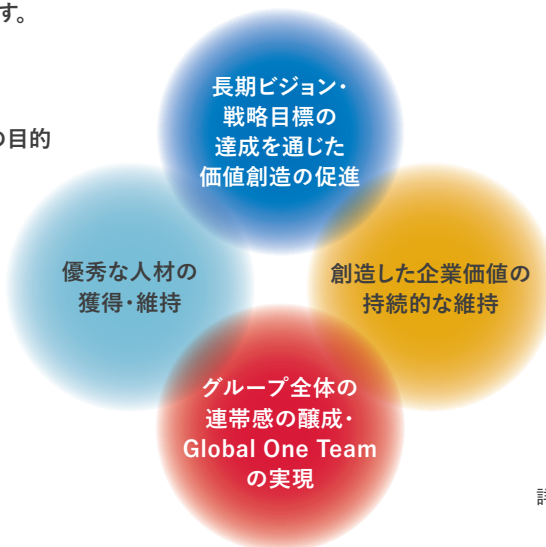 す。
の目的
長期ビジョン・
戦略目標の
達成を通じた
価値創造の促進
優秀な人材の
獲得・維持
創造した企業価値の
持続的な維持
グループ全体の
連帯感の醸成・
Global One Team
の実現